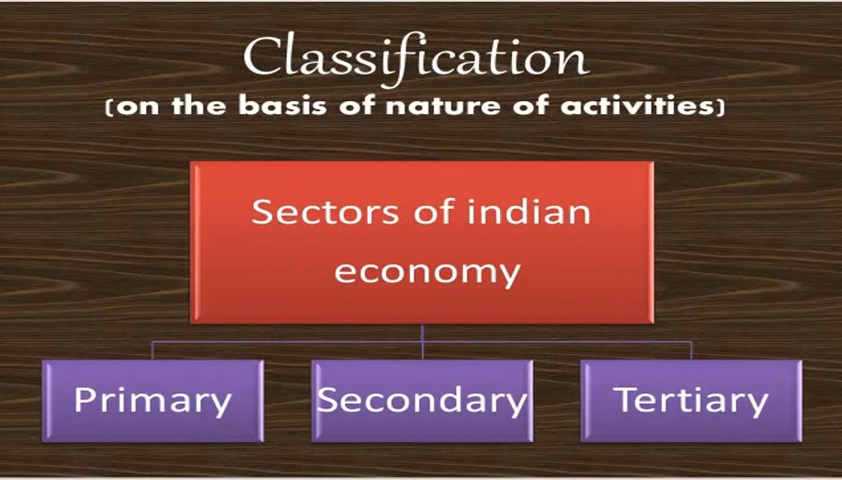 Classification
(on the basis of nature of activities)
Sectors of indian
economy
Primary
Secondary
Tertiary